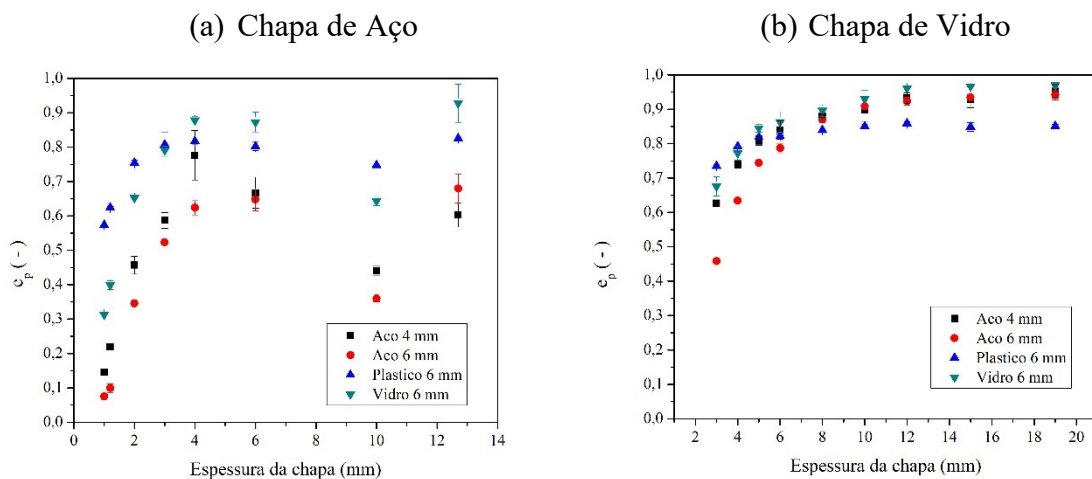 (a) Chapa de Aço
1,0
0,9
0,8
0,7
0,6
0,5
0,4
0,3
0,2
0,1
0,0
e_p ( - )
Aco 4 mm
Aco 6 mm
Plastico 6 mm
Vidro 6 mm
0 2 4 6 8 10 12 14
Espessura da chapa (mm)
(b) Chapa de Vidro
1,0
0,9
0,8
0,7
0,6
0,5
0,4
0,3
0,2
0,1
0,0
e_p ( - )
Aco 4 mm
Aco 6 mm
Plastico 6 mm
Vidro 6 mm
2 4 6 8 10 12 14 16 18 20
Espessura da chapa (mm)